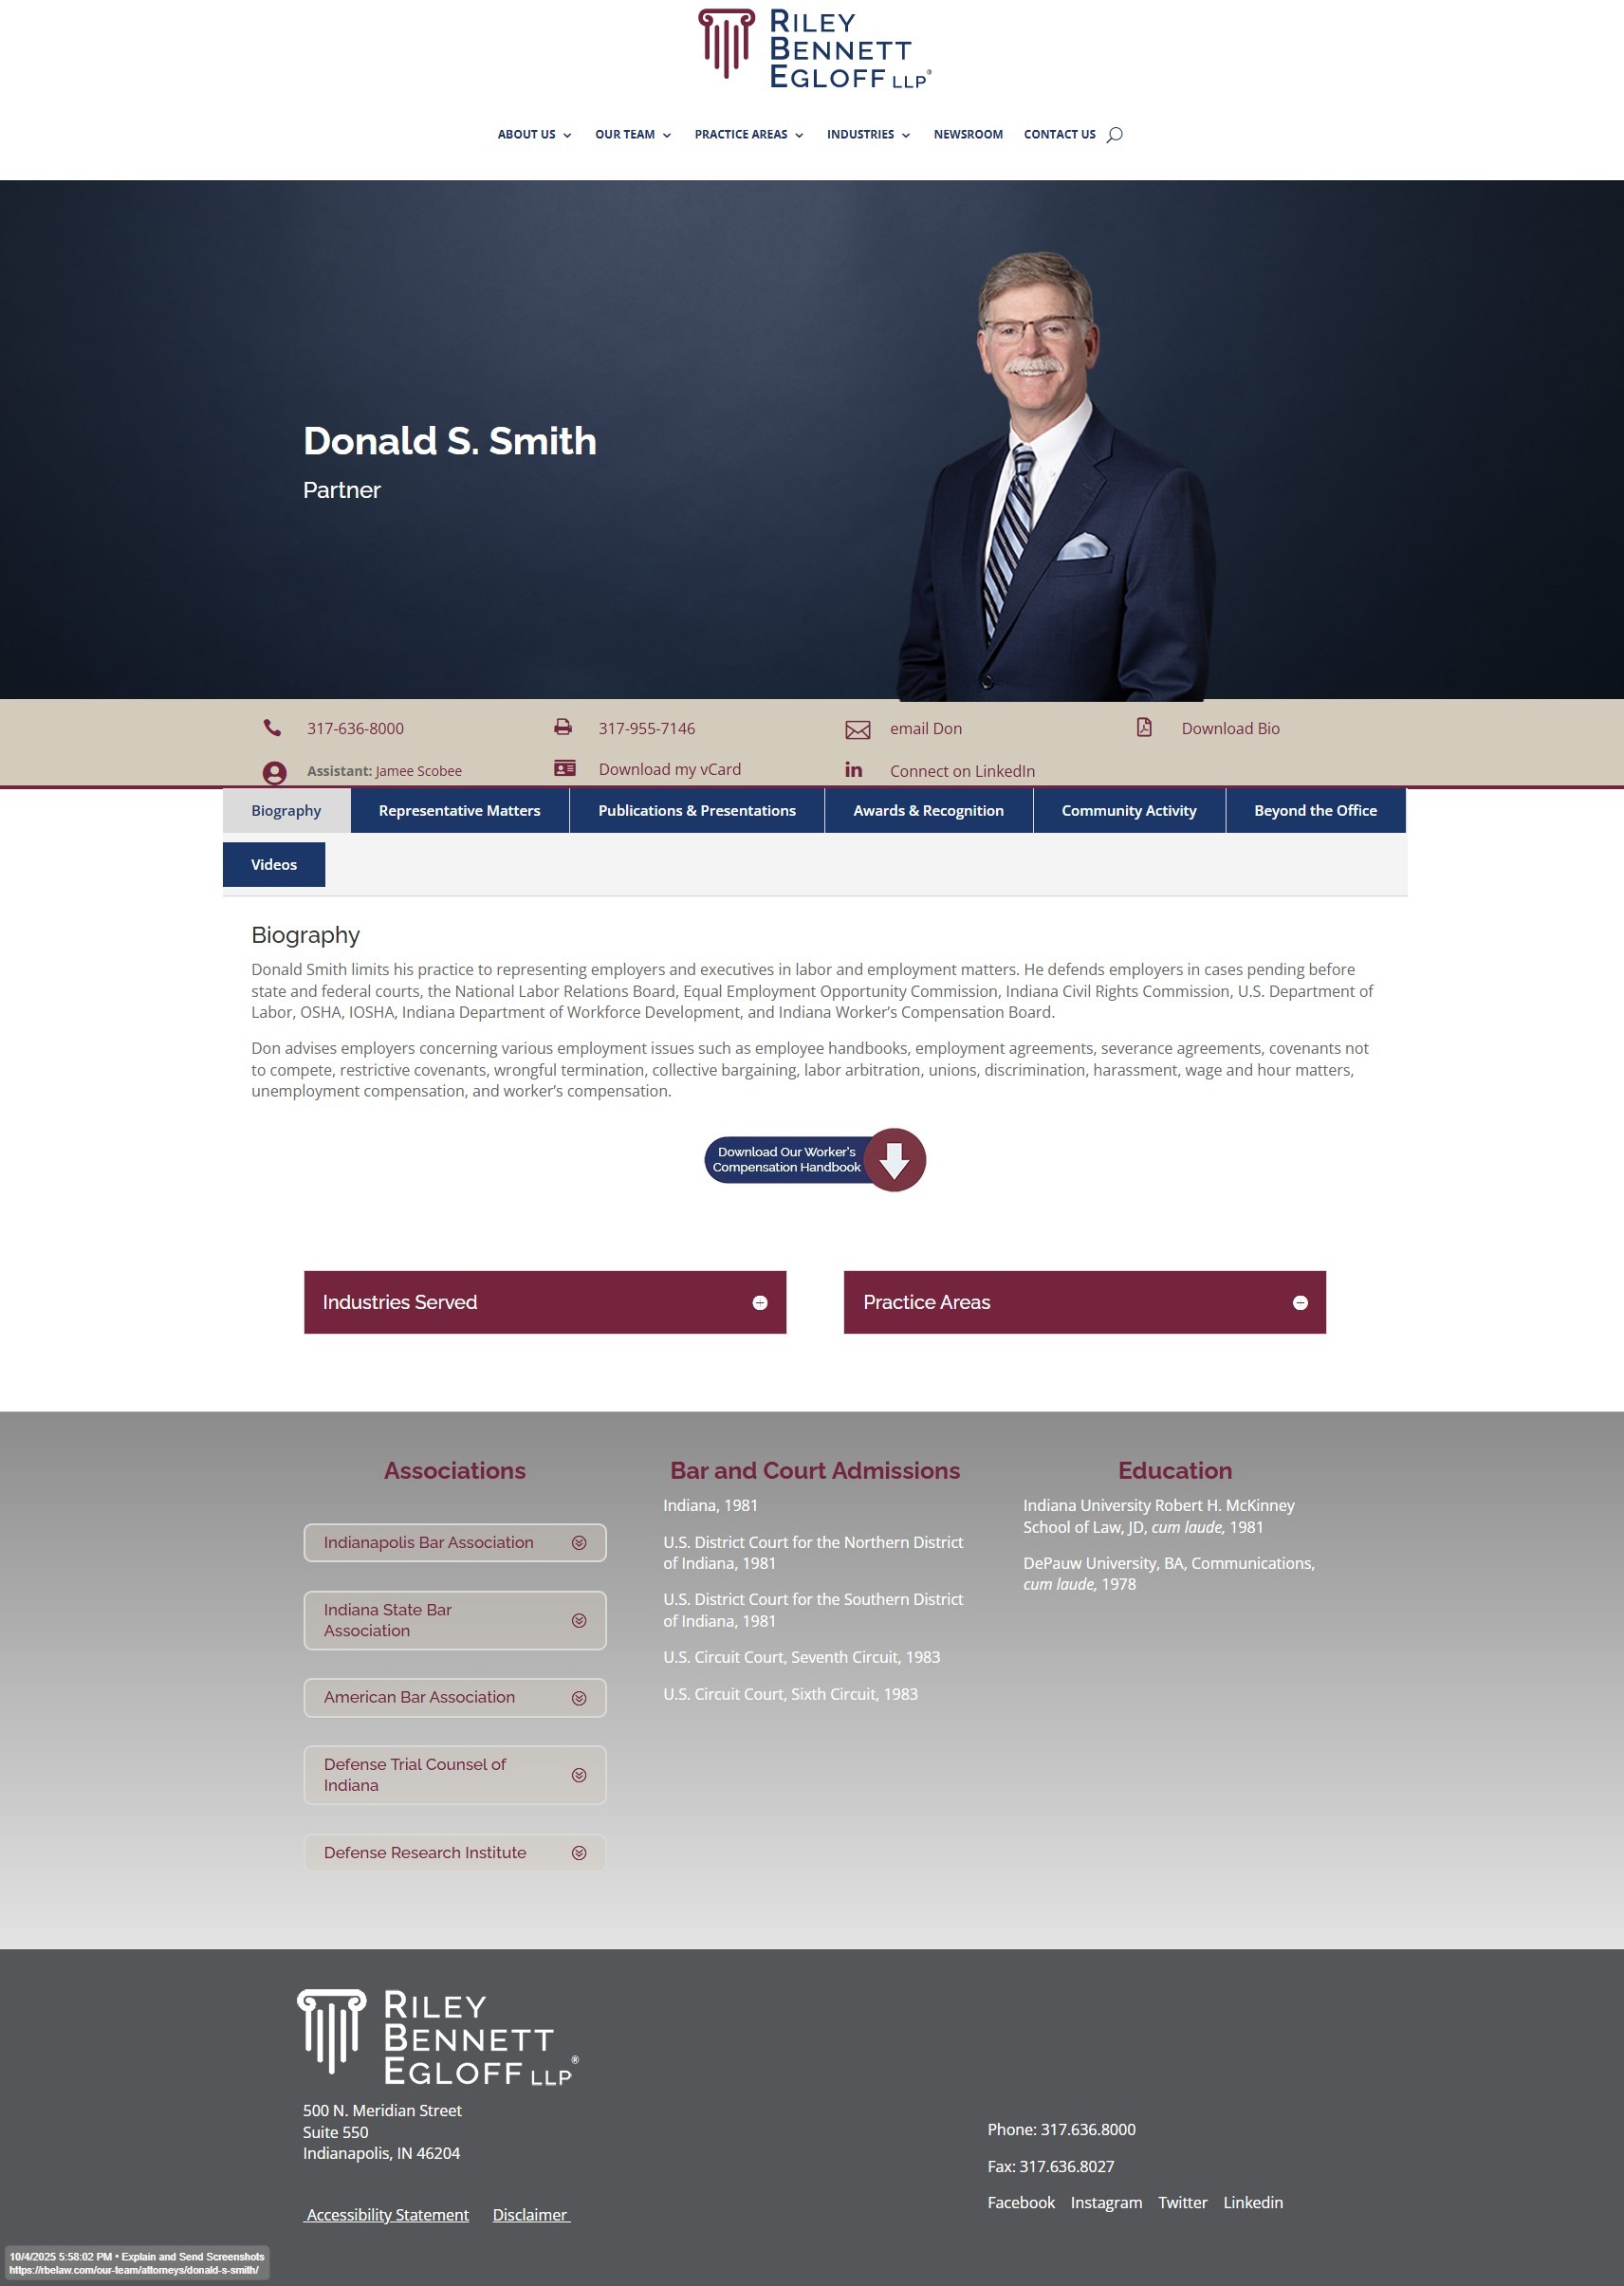 RILEY
BENNETT
EGLOFF LLP®
ABOUT US
OUR TEAM
PRACTICE AREAS
INDUSTRIES
NEWSROOM
CONTACT US
Donald S. Smith
Partner
317-636-8000
317-955-7146
email Don
Download Bio
Assistant: Jamee Scobee
Download my vCard
Connect on LinkedIn
Biography
Representative Matters
Publications & Presentations
Awards & Recognition
Community Activity
Beyond the Office
Videos
Biography
Donald Smith limits his practice to representing employers and executives in labor and employment matters. He defends employers in cases pending before
state and federal courts, the National Labor Relations Board, Equal Employment Opportunity Commission, Indiana Civil Rights Commission, U.S. Department of
Labor, OSHA, IOSHA, Indiana Department of Workforce Development, and Indiana Worker’s Compensation Board.
Don advises employers concerning various employment issues such as employee handbooks, employment agreements, severance agreements, covenants not
to compete, restrictive covenants, wrongful termination, collective bargaining, labor arbitration, unions, discrimination, harassment, wage and hour matters,
unemployment compensation, and worker’s compensation.
Download Our Worker's
Compensation Handbook
Industries Served
Practice Areas
Associations
Indianapolis Bar Association
Indiana State Bar
Association
American Bar Association
Defense Trial Counsel of
Indiana
Defense Research Institute
Bar and Court Admissions
Indiana, 1981
U.S. District Court for the Northern District
of Indiana, 1981
U.S. District Court for the Southern District
of Indiana, 1981
U.S. Circuit Court, Seventh Circuit, 1983
U.S. Circuit Court, Sixth Circuit, 1983
Education
Indiana University Robert H. McKinney
School of Law, JD, cum laude, 1981
DePauw University, BA, Communications,
cum laude, 1978
RILEY
BENNETT
EGLOFF LLP®
500 N. Meridian Street
Suite 550
Indianapolis, IN 46204
Accessibility Statement
Disclaimer
Phone: 317.636.8000
Fax: 317.636.8027
Facebook
Instagram
Twitter
Linkedin
10/4/2025 5:58:02 PM • Explain and Send Screenshots
https://rbelaw.com/our-team/attorneys/donald-s-smith/